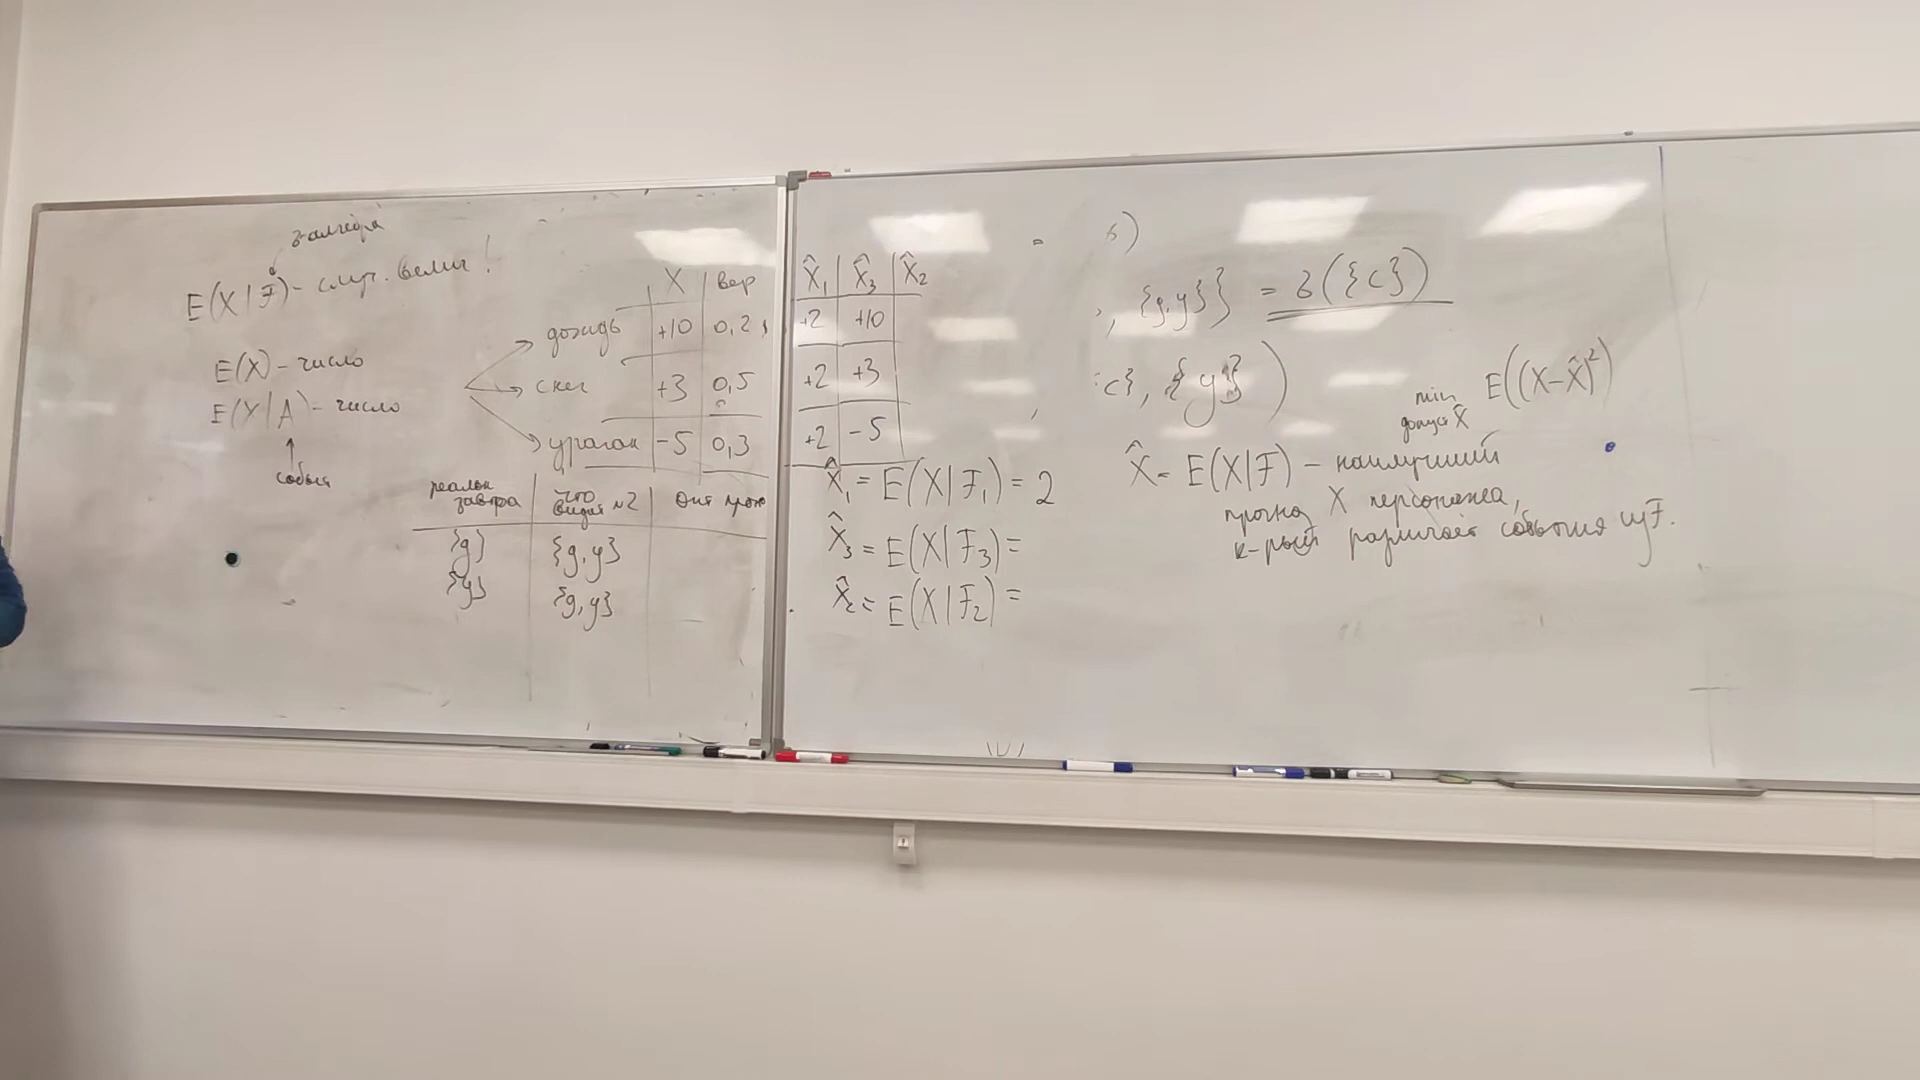 σ-алгебра
E(X|F) - случ. велич!
E(X) - число
E(Y|A) - число
событ
X | вер
дождь | +10 | 0,2
снег | +3 | 0,5
ураган | -5 | 0,3
реальн завтра | что видит №2
{g} | {g,y}
{y} | {g,y}
X̂₁ | X̂₃ | X̂₂
+2 | +10
+2 | +3
+2 | -5
X̂₁ = E(X|F₁) = 2
X̂₃ = E(X|F₃) =
X̂₂ = E(X|F₂) =
, {g,y}} = σ({c})
c}, {y})
min E((X-X̂)²)
допуст X̂
X̂ = E(X|F) - наилучший
прогноз X персонажа,
к-рый различает события из F.